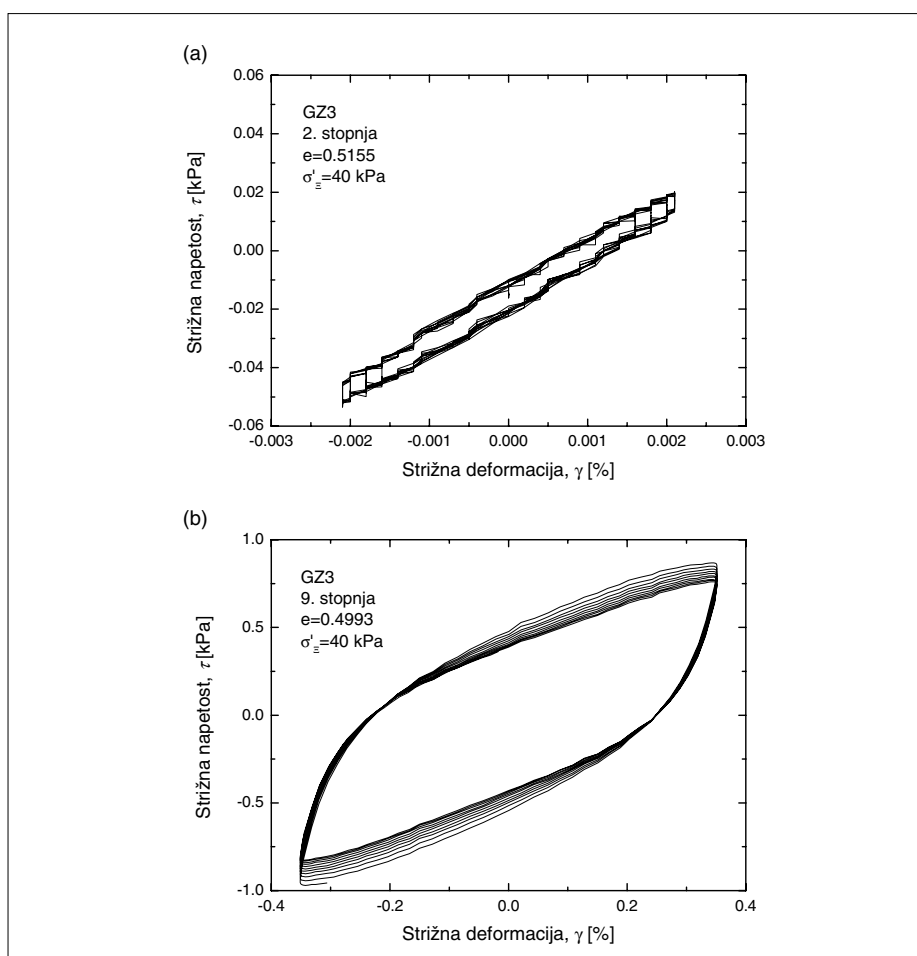 (a)
0.06
0.04
0.02
0.00
-0.02
-0.04
-0.06
Strižna napetost, τ [kPa]
GZ3
2. stopnja
e=0.5155
σ'Ξ=40 kPa
-0.003 -0.002 -0.001 0.000 0.001 0.002 0.003
Strižna deformacija, γ [%]
(b)
1.0
0.5
0.0
-0.5
-1.0
Strižna napetost, τ [kPa]
GZ3
9. stopnja
e=0.4993
σ'Ξ=40 kPa
-0.4 -0.2 0.0 0.2 0.4
Strižna deformacija, γ [%]